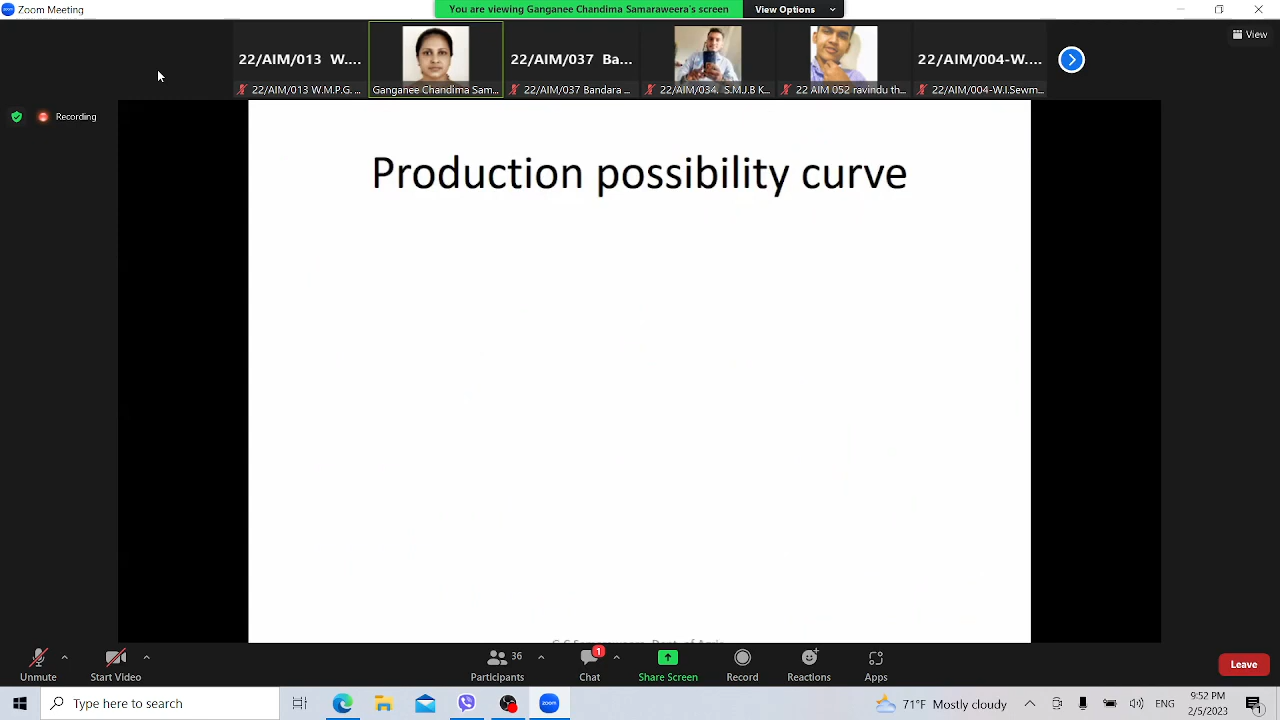 Zoom Meeting
You are viewing Ganganee Chandima Samaraweera's screen
View Options
View
22/AIM/013 W....
22/AIM/037 Ba...
22/AIM/004-W....
22/AIM/013 W.M.P.G. ...
Ganganee Chandima Sam...
22/AIM/037 Bandara ...
22/AIM/034. S.M.J.B K...
22 AIM 052 ravindu th...
22/AIM/004-W.I.Sewm...
Recording
Production possibility curve
36
1
Unmute
Start Video
Participants
Chat
Share Screen
Record
Reactions
Apps
Leave
Type here to search
zoom
71°F Mostly cloudy
ENG
9:52 PM
2/5/2023
1